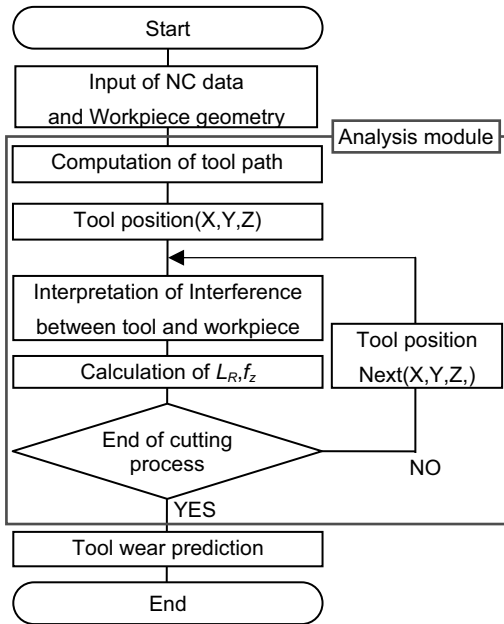 Start
Input of NC data
and Workpiece geometry
Analysis module
Computation of tool path
Tool position(X,Y,Z)
Interpretation of Interference
between tool and workpiece
Tool position
Next(X,Y,Z,)
Calculation of L_R,f_z
End of cutting
process
NO
YES
Tool wear prediction
End